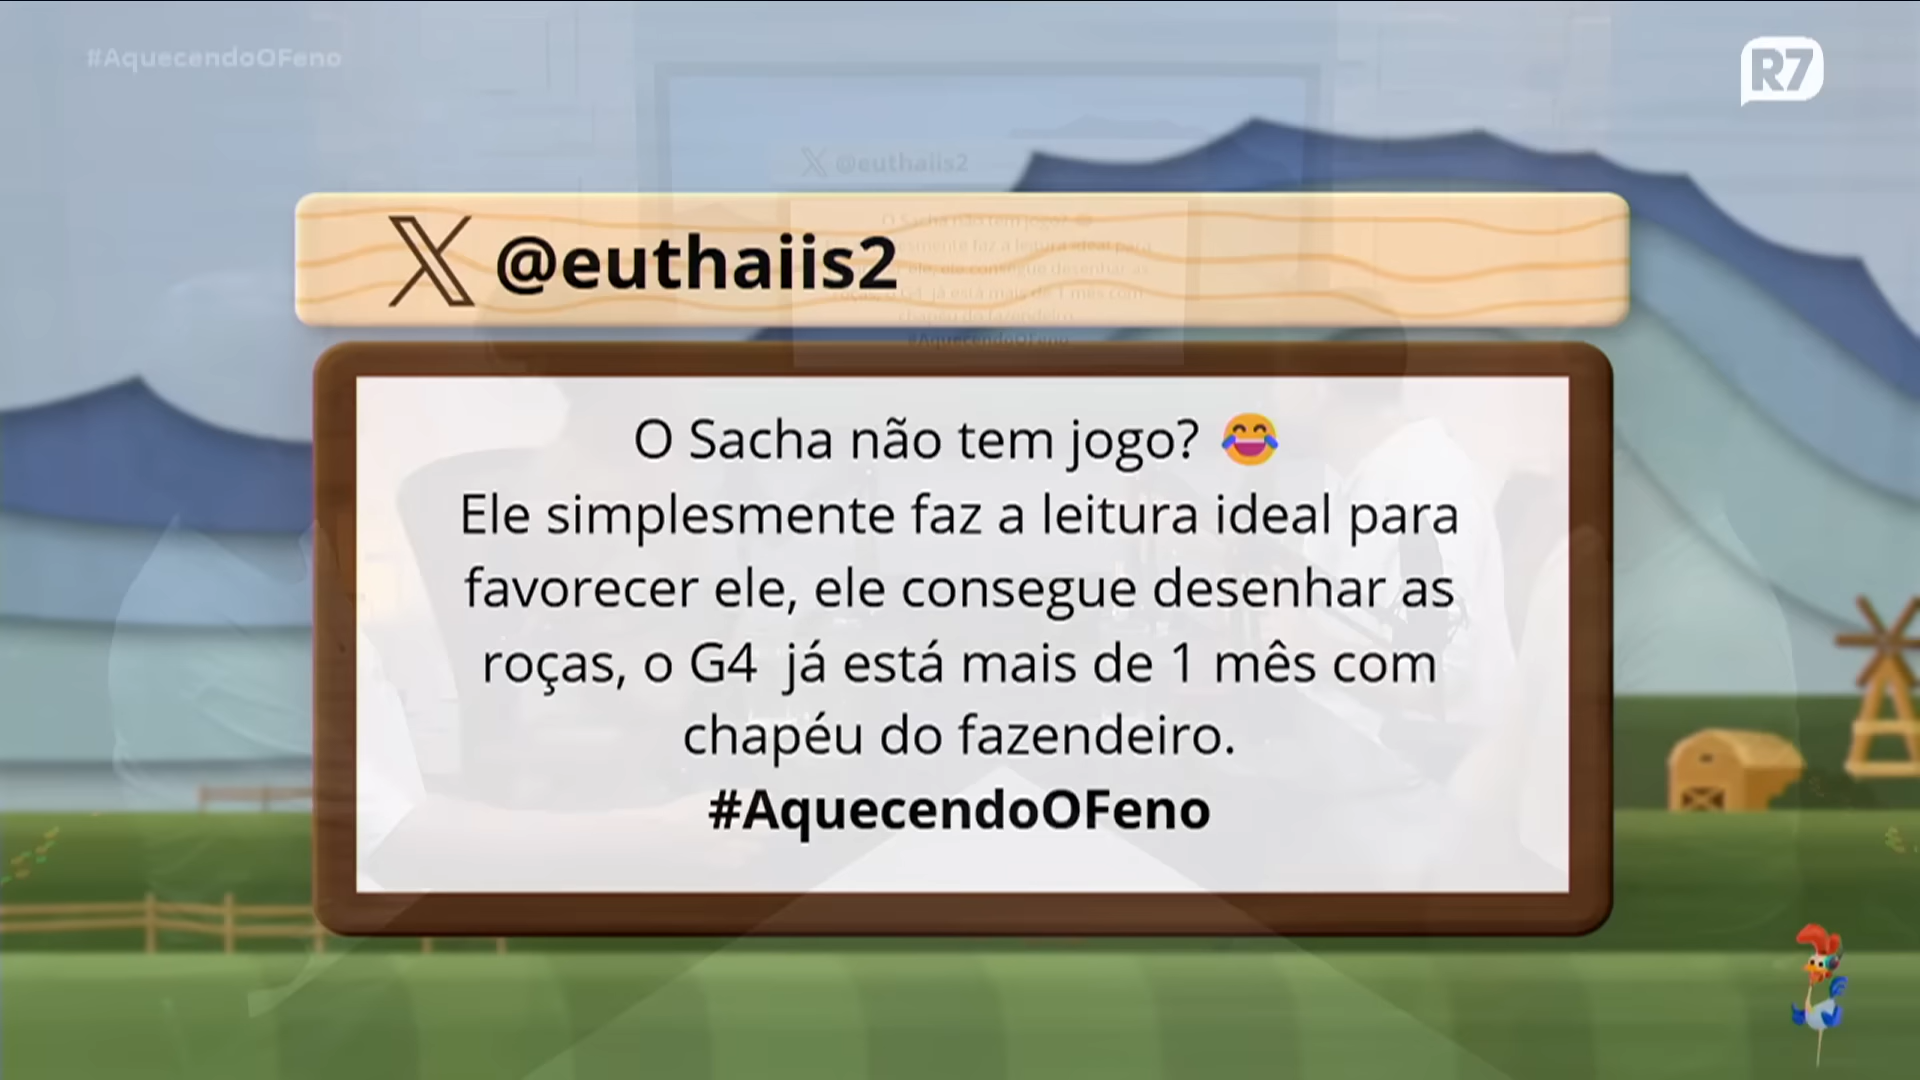 #AquecendoOFeno
R7
@euthaiis2
@euthaiis2
O Sacha não tem jogo? 😂
Ele simplesmente faz a leitura ideal para
favorecer ele, ele consegue desenhar as
roças, o G4  já está mais de 1 mês com
chapéu do fazendeiro.
#AquecendoOFeno